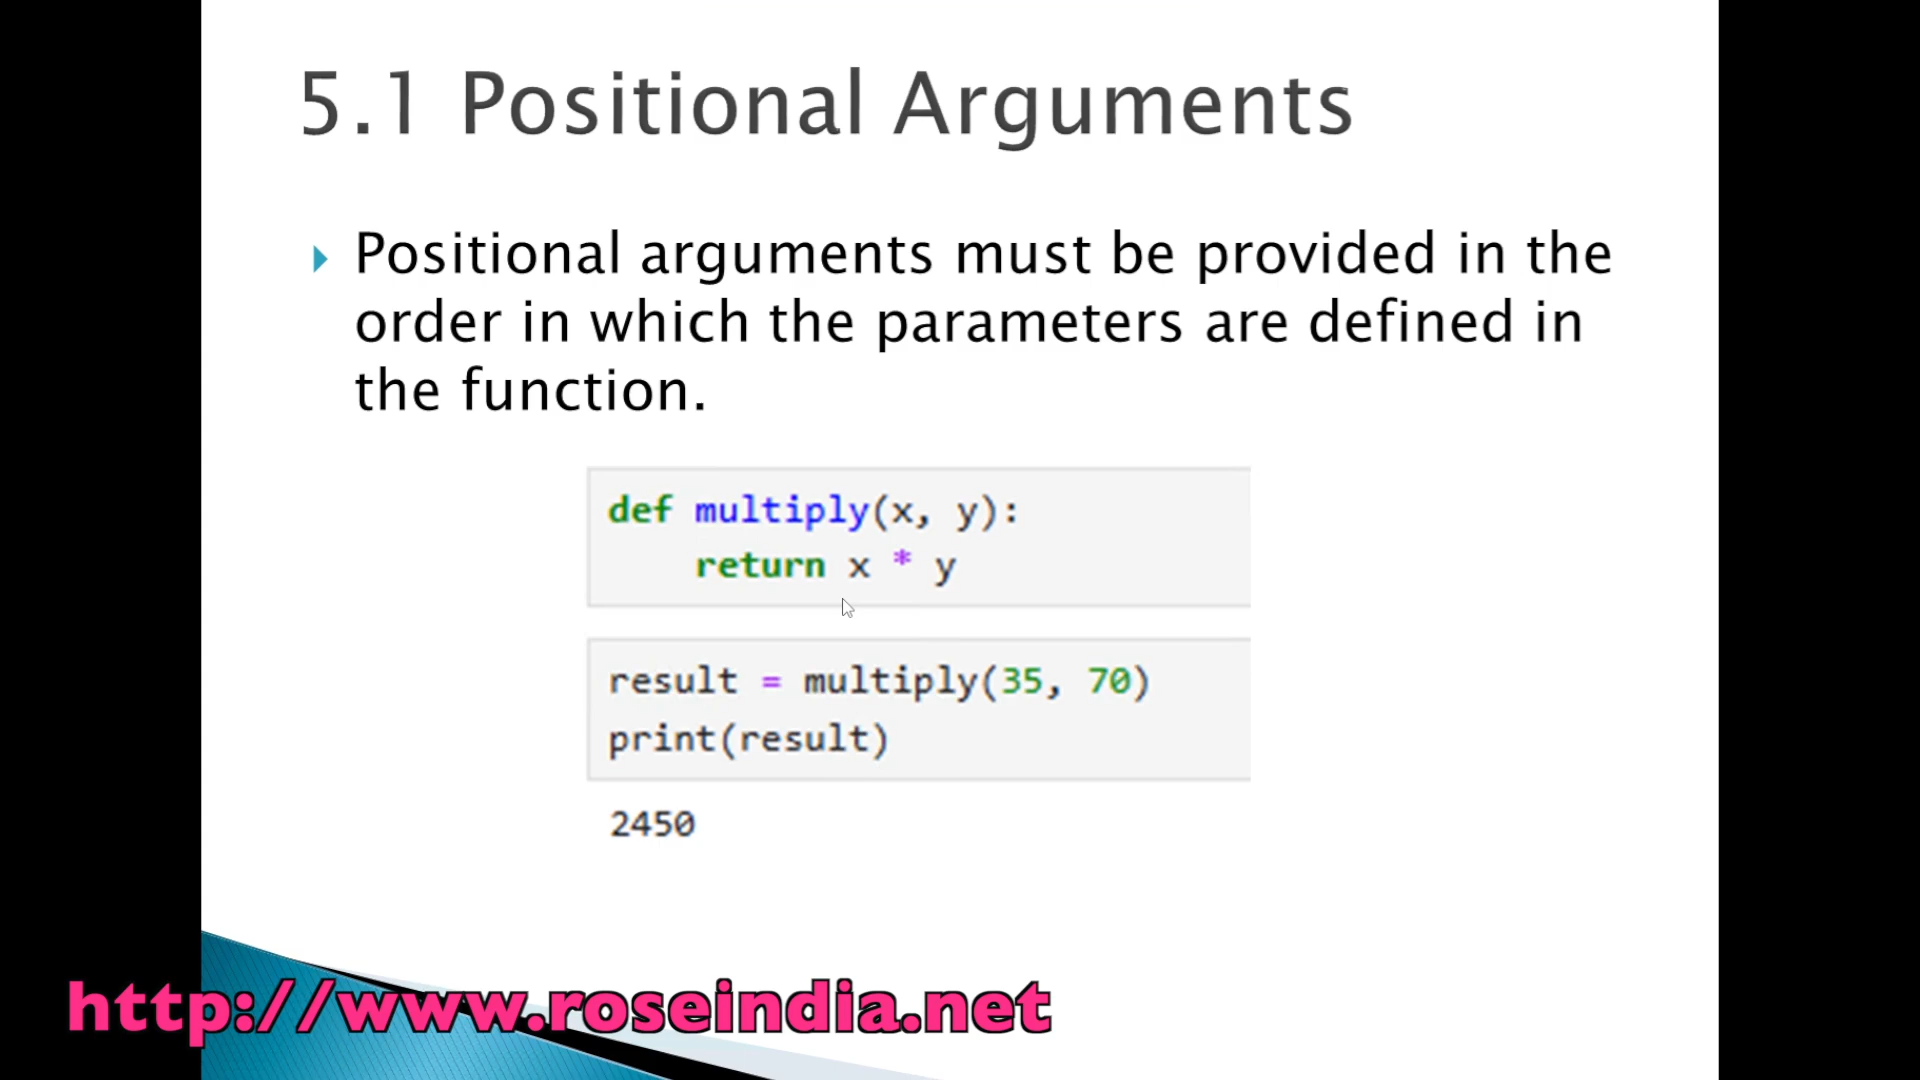 5.1 Positional Arguments
Positional arguments must be provided in the
order in which the parameters are defined in
the function.
def multiply(x, y):
    return x * y
result = multiply(35, 70)
print(result)
2450
http://www.roseindia.net